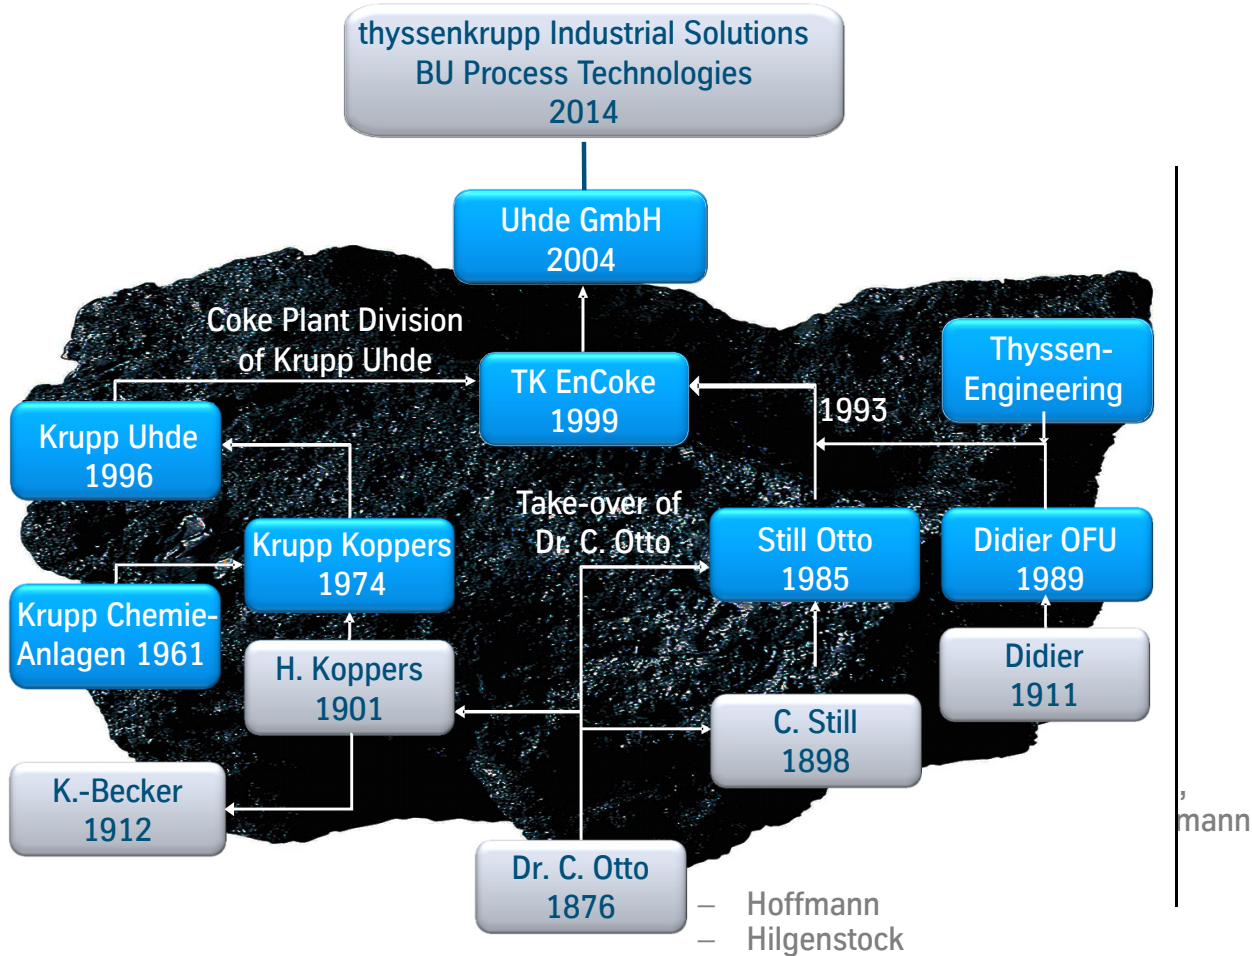 thyssenkrupp Industrial Solutions
BU Process Technologies
2014
Uhde GmbH
2004
Coke Plant Division
of Krupp Uhde
TK EnCoke
1999
Thyssen-
Engineering
1993
Krupp Uhde
1996
Take-over of
Dr. C. Otto
Krupp Koppers
1974
Still Otto
1985
Didier OFU
1989
Krupp Chemie-
Anlagen 1961
H. Koppers
1901
Didier
1911
C. Still
1898
K.-Becker
1912
,
mann
Dr. C. Otto
1876
– Hoffmann
– Hilgenstock